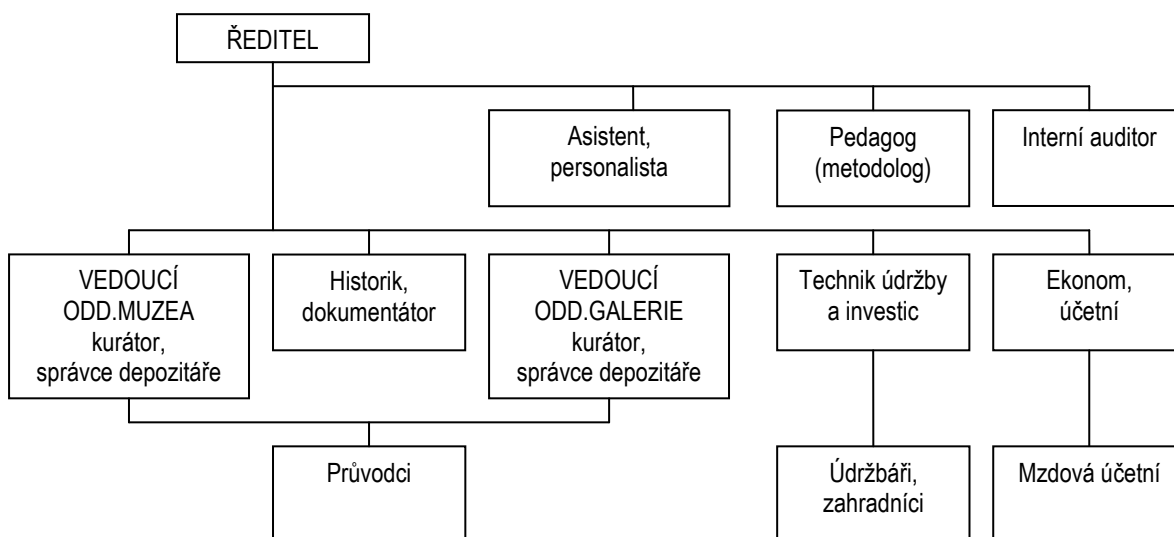 ŘEDITEL
Asistent,
personalista
Pedagog
(metodolog)
Interní auditor
VEDOUCÍ
ODD.MUZEA
kurátor,
správce depozitáře
Historik,
dokumentátor
VEDOUCÍ
ODD.GALERIE
kurátor,
správce depozitáře
Technik údržby
a investic
Ekonom,
účetní
Průvodci
Údržbáři,
zahradníci
Mzdová účetní